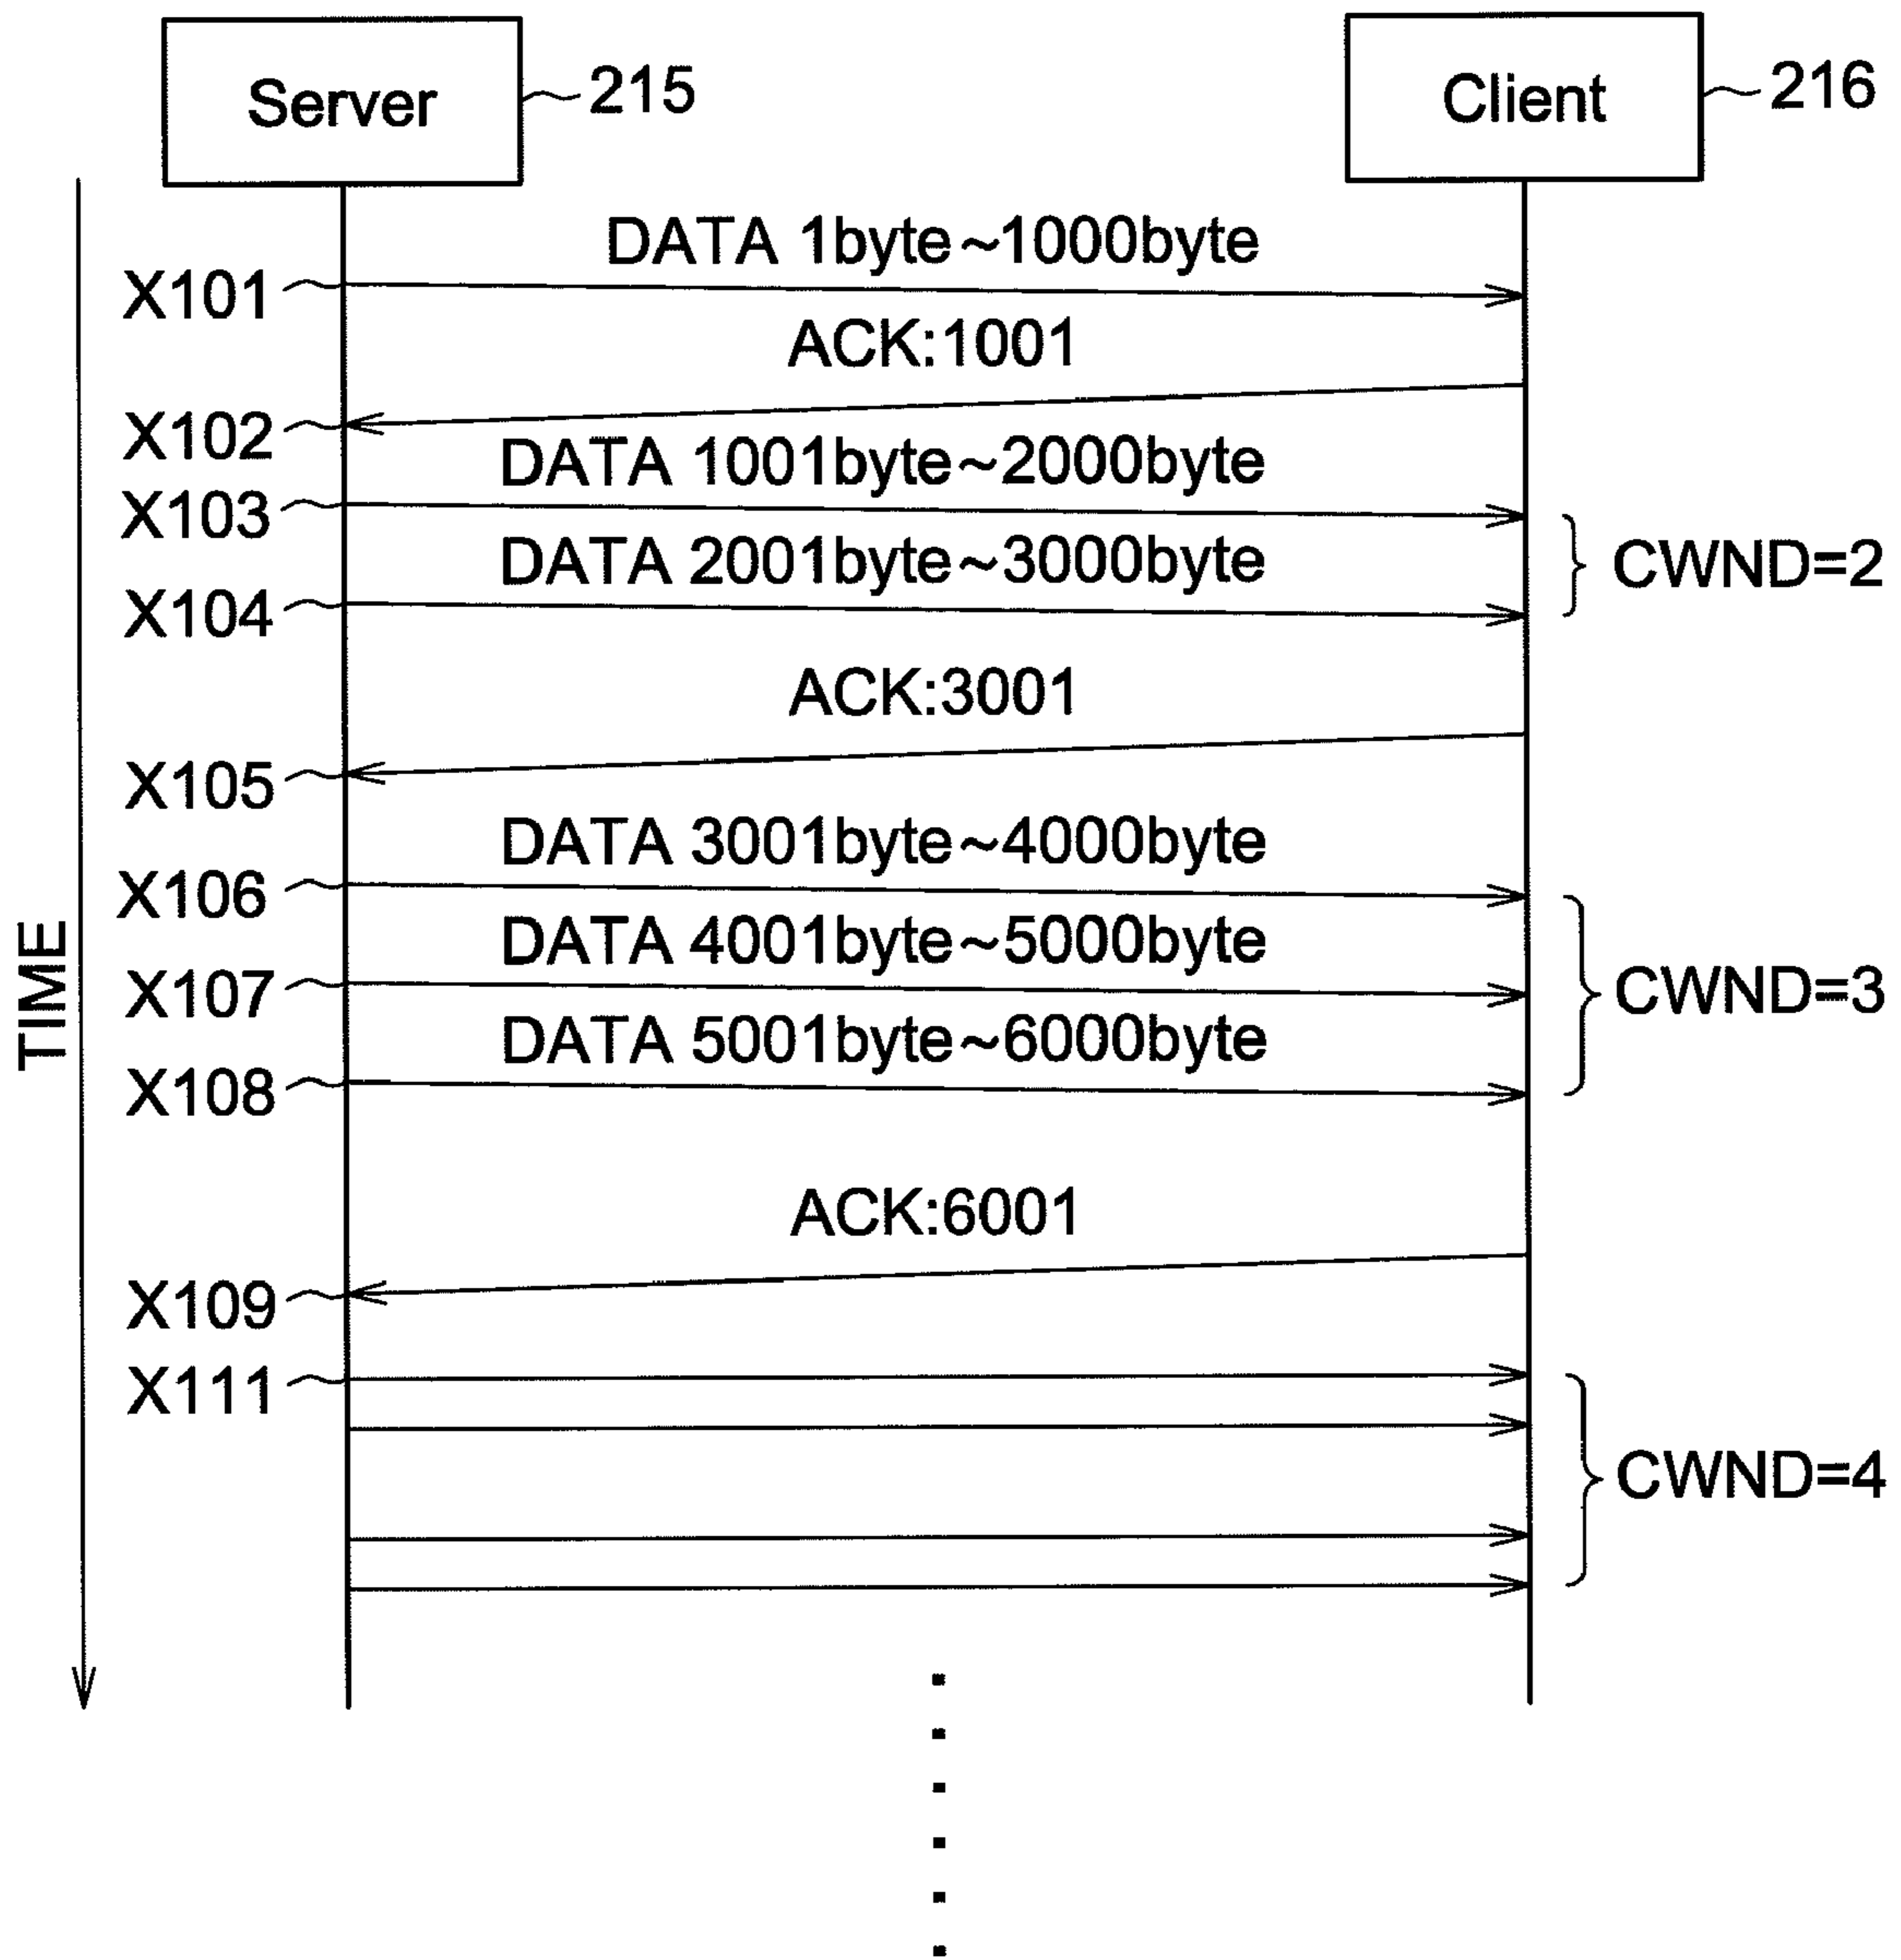 Server
215
Client
216
DATA 1byte~1000byte
X101
ACK:1001
X102
DATA 1001byte~2000byte
X103
DATA 2001byte~3000byte
CWND=2
X104
ACK:3001
X105
DATA 3001byte~4000byte
X106
DATA 4001byte~5000byte
TIME
X107
CWND=3
DATA 5001byte~6000byte
X108
ACK:6001
X109
X111
CWND=4